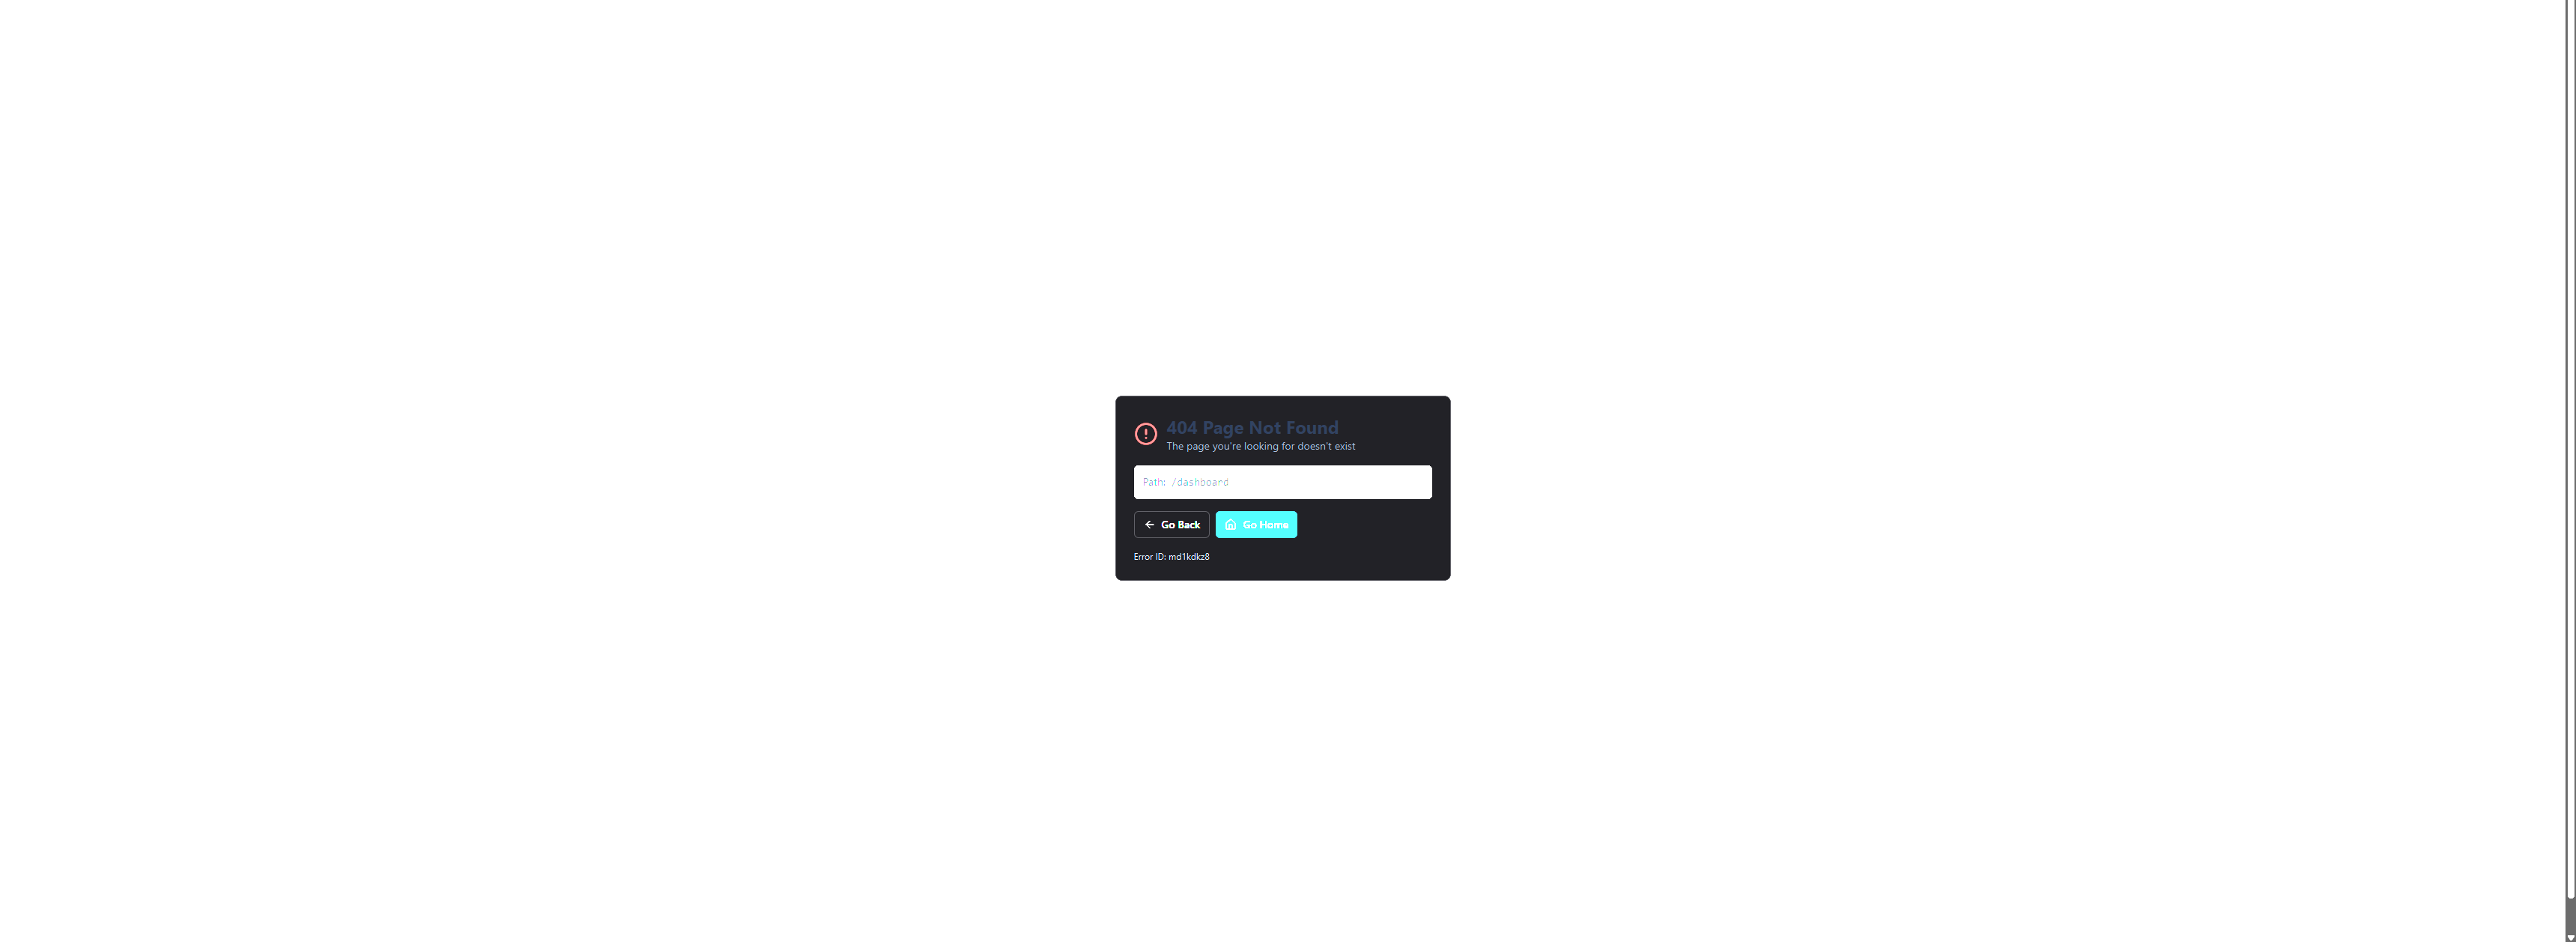 404 Page Not Found
The page you're looking for doesn't exist
Path: /dashboard
Go Back
Go Home
Error ID: md1kdkz8